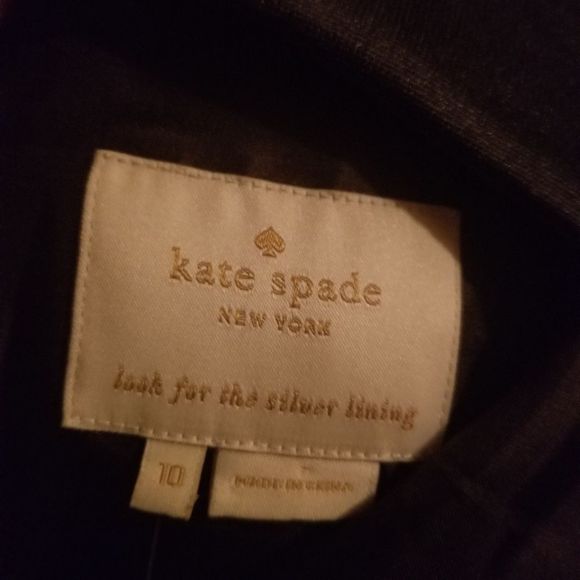 kate spade
NEW YORK
look for the silver lining
10
MADE IN CHINA